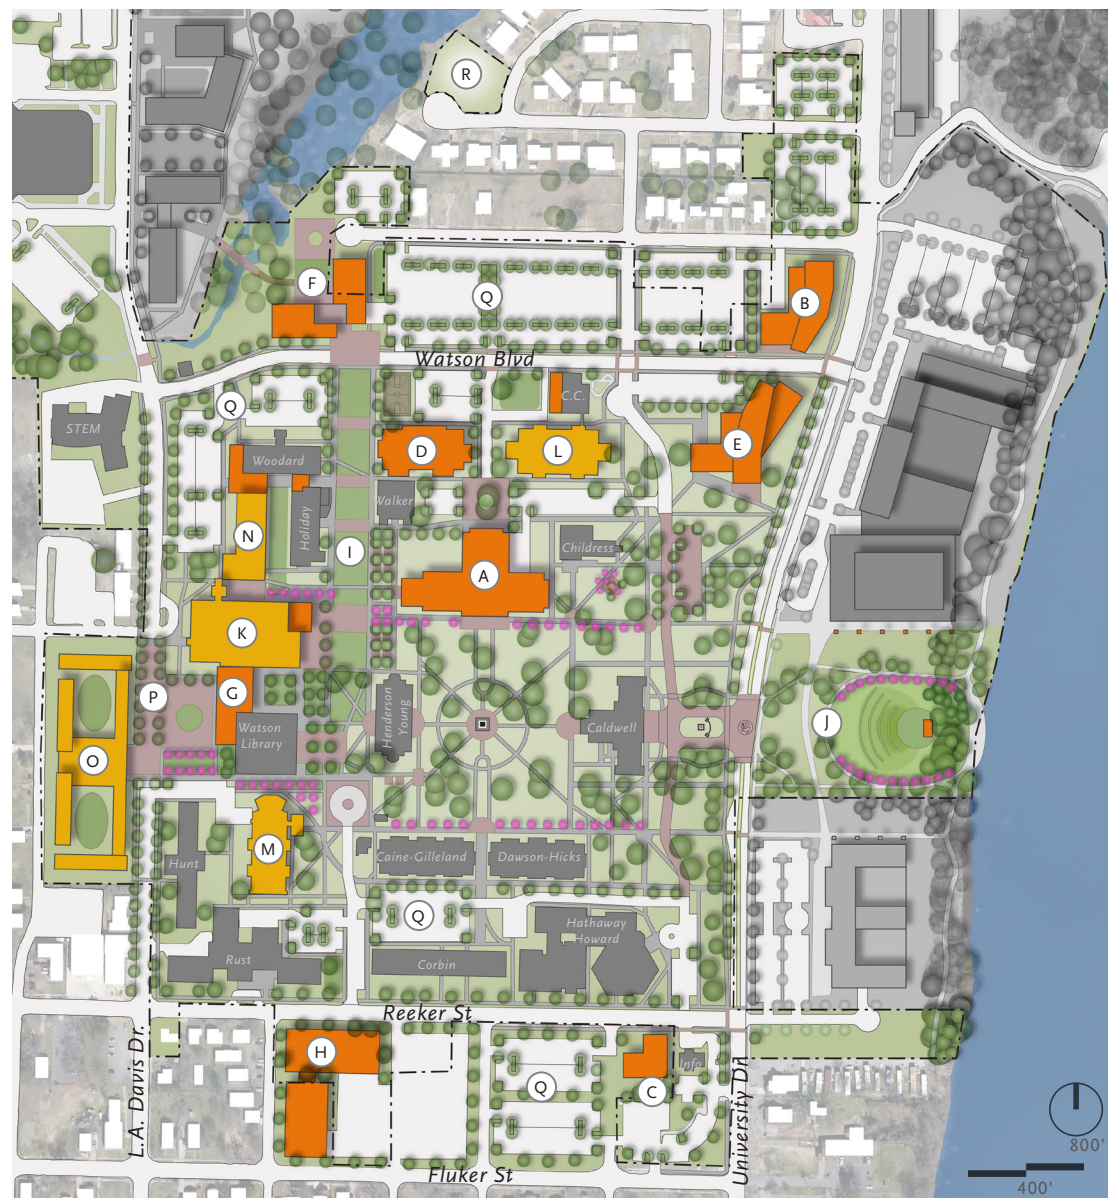 R
F
Q
B
Watson Blvd
C.C.
Q
STEM
D
L
E
Woodard
Walker
N
Holiday
I
Childress
A
K
P
G
Henderson
Young
Watson
Library
Caldwell
J
O
M
Hunt
Caine-Gilleland
Dawson-Hicks
Q
Hathaway
Howard
Rust
Corbin
Reeker St
H
Info
Q
C
L.A. Davis Dr.
University Dr
Fluker St
800'
400'